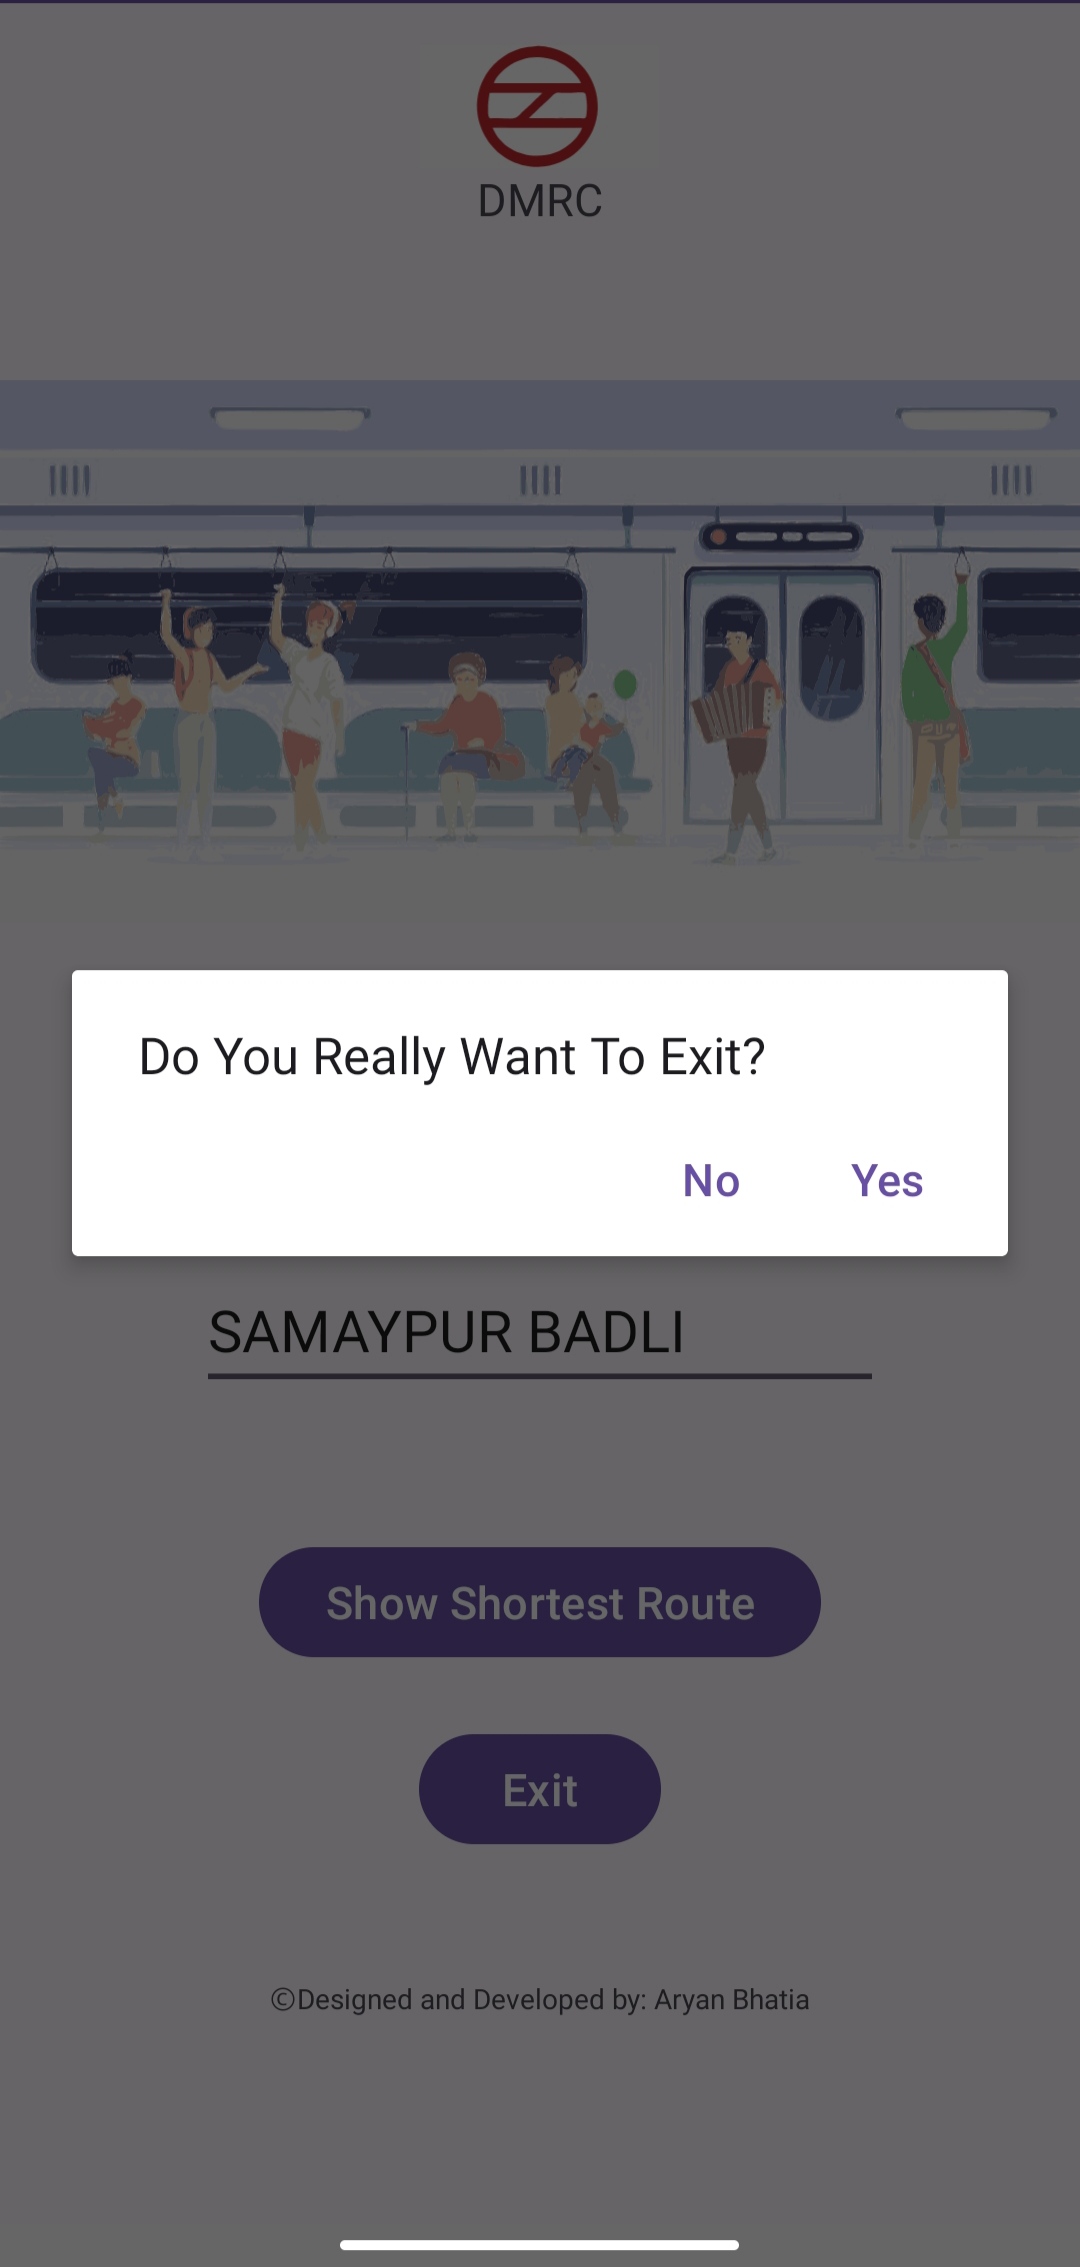 DMRC
Do You Really Want To Exit?
No Yes
SAMAYPUR BADLI
Show Shortest Route
Exit
©Designed and Developed by: Aryan Bhatia